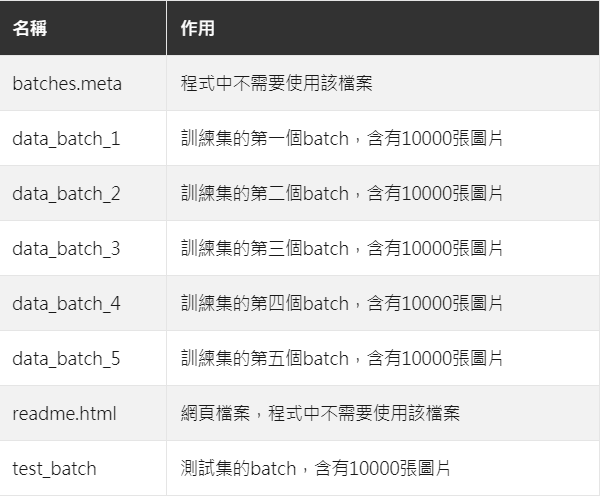 名稱 作用
batches.meta 程式中不需要使用該檔案
data_batch_1 訓練集的第一個batch，含有10000張圖片
data_batch_2 訓練集的第二個batch，含有10000張圖片
data_batch_3 訓練集的第三個batch，含有10000張圖片
data_batch_4 訓練集的第四個batch，含有10000張圖片
data_batch_5 訓練集的第五個batch，含有10000張圖片
readme.html 網頁檔案，程式中不需要使用該檔案
test_batch 測試集的batch，含有10000張圖片